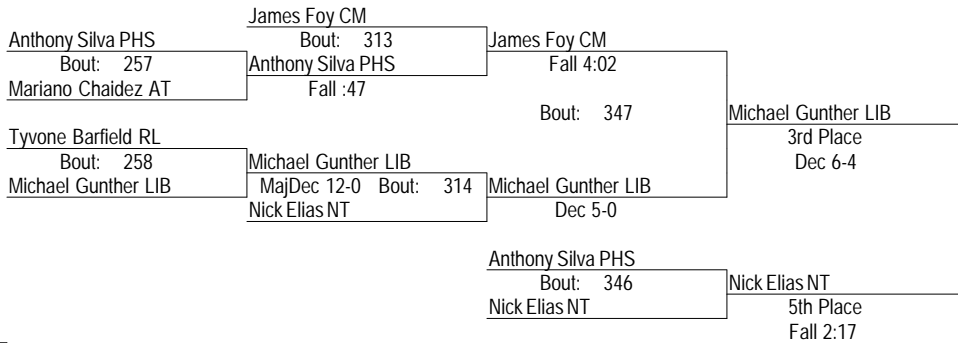 James Foy CM
Anthony Silva PHS Bout: 313 James Foy CM
Bout: 257 Anthony Silva PHS Fall 4:02
Mariano Chaidez AT Fall :47
Bout: 347 Michael Gunther LIB
Tyvone Barfield RL 3rd Place
Bout: 258 Michael Gunther LIB Dec 6-4
Michael Gunther LIB MajDec 12-0 Bout: 314 Michael Gunther LIB
Nick Elias NT Dec 5-0
Anthony Silva PHS
Bout: 346 Nick Elias NT
Nick Elias NT 5th Place
Fall 2:17